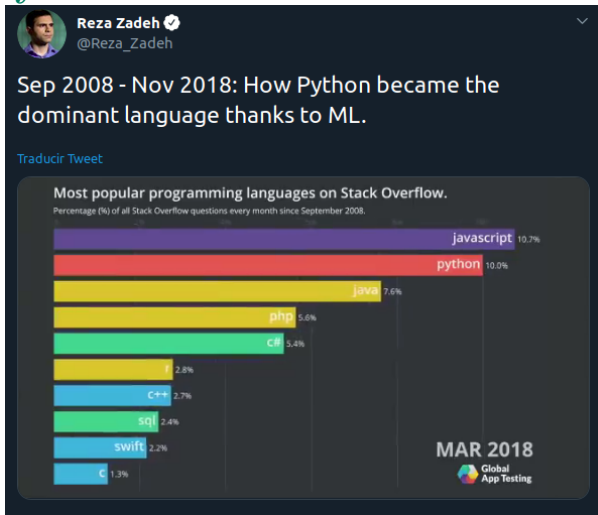 Reza Zadeh
@Reza_Zadeh
Sep 2008 - Nov 2018: How Python became the
dominant language thanks to ML.
Traducir Tweet
Most popular programming languages on Stack Overflow.
Percentage (%) of all Stack Overflow questions every month since September 2008.
javascript 10.7%
python 10.0%
java 7.6%
php 5.6%
c# 5.4%
r 2.8%
c++ 2.7%
sql 2.4%
swift 2.2%
c 1.3%
MAR 2018
Global
App Testing